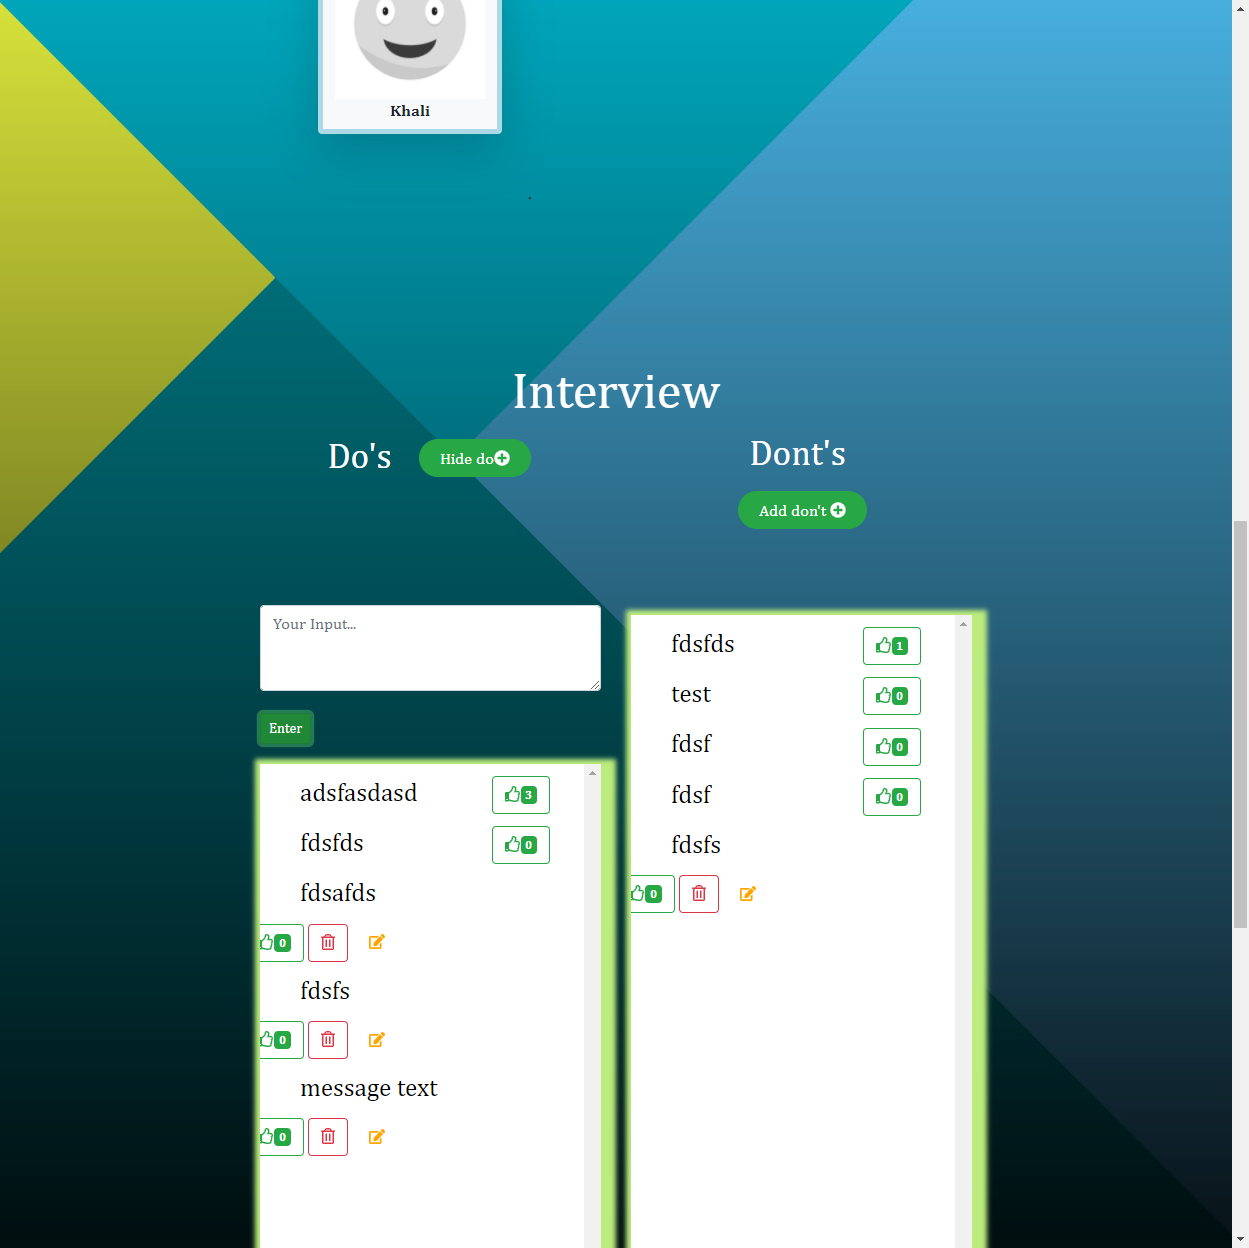 Khali
Interview
Do's
Hide do
Dont's
Add don't
Your Input...
Enter
adsfasdasd
3
fdsfds
0
fdsafds
0
fdsfs
0
message text
0
fdsfds
1
test
0
fdsf
0
fdsf
0
fdsfs
0